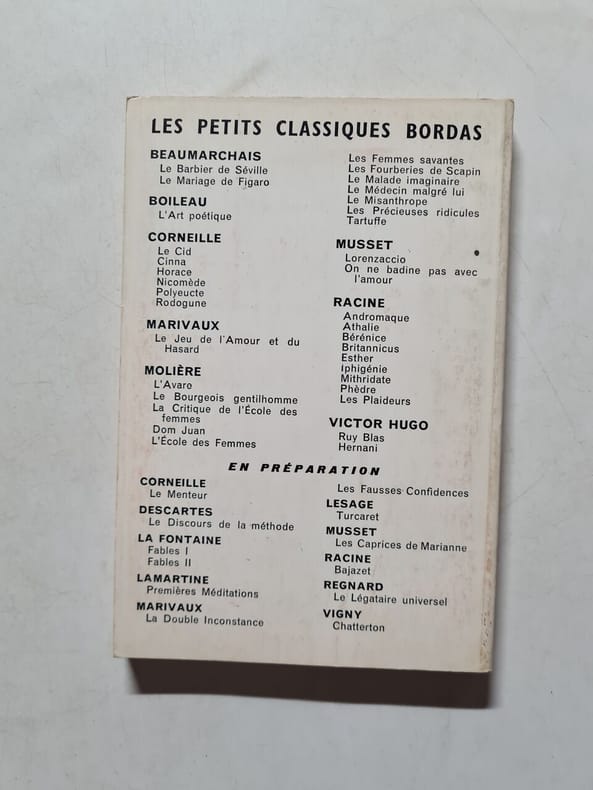 LES PETITS CLASSIQUES BORDAS
BEAUMARCHAIS
Le Barbier de Séville
Le Mariage de Figaro
BOILEAU
L'Art poétique
CORNEILLE
Le Cid
Cinna
Horace
Nicomède
Polyeucte
Rodogune
MARIVAUX
Le Jeu de l'Amour et du
Hasard
MOLIÈRE
L'Avare
Le Bourgeois gentilhomme
La Critique de l'École des
femmes
Dom Juan
L'École des Femmes
Les Femmes savantes
Les Fourberies de Scapin
Le Malade imaginaire
Le Médecin malgré lui
Le Misanthrope
Les Précieuses ridicules
Tartuffe
MUSSET
Lorenzaccio
On ne badine pas avec
l'amour
RACINE
Andromaque
Athalie
Bérénice
Britannicus
Esther
Iphigénie
Mithridate
Phèdre
Les Plaideurs
VICTOR HUGO
Ruy Blas
Hernani
EN PRÉPARATION
CORNEILLE
Le Menteur
DESCARTES
Le Discours de la méthode
LA FONTAINE
Fables I
Fables II
LAMARTINE
Premières Méditations
MARIVAUX
La Double Inconstance
Les Fausses Confidences
LESAGE
Turcaret
MUSSET
Les Caprices de Marianne
RACINE
Bajazet
REGNARD
Le Légataire universel
VIGNY
Chatterton